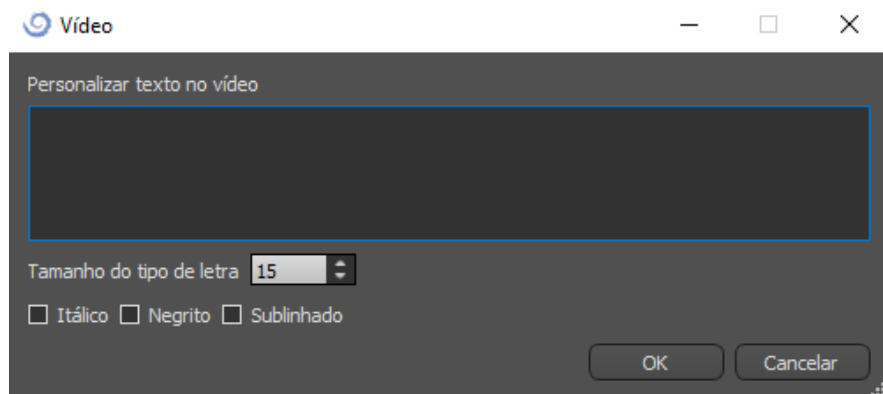 Vídeo
Personalizar texto no vídeo
Tamanho do tipo de letra 15
Itálico Negrito Sublinhado
OK Cancelar